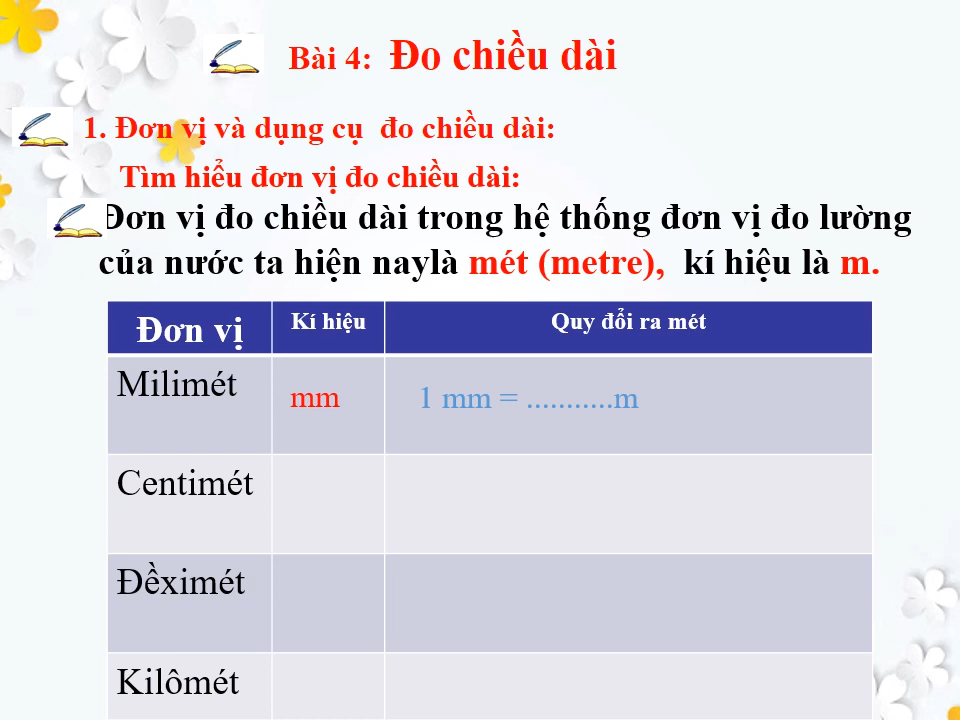 Bài 4: Đo chiều dài
1. Đơn vị và dụng cụ đo chiều dài:
Tìm hiểu đơn vị đo chiều dài:
Đơn vị đo chiều dài trong hệ thống đơn vị đo lường
của nước ta hiện naylà mét (metre), kí hiệu là m.
Đơn vị Kí hiệu Quy đổi ra mét
Milimét mm 1 mm = ...........m
Centimét
Đềximét
Kilômét